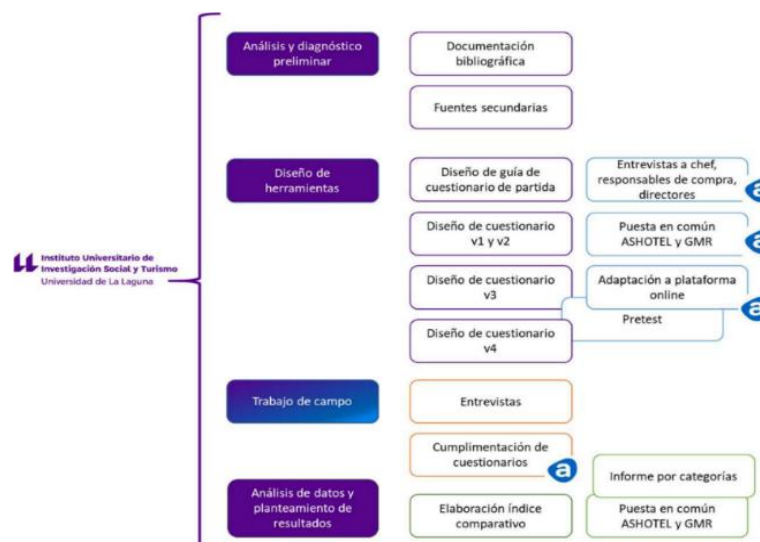 Análisis y diagnóstico
preliminar
Documentación
bibliográfica
Fuentes secundarias
Diseño de
herramientas
Diseño de guía de
cuestionario de partida
Entrevistas a chef,
responsables de compra,
directores
a
Diseño de cuestionario
v1 y v2
Puesta en común
ASHOTEL y GMR
a
Instituto Universitario de
Investigación Social y Turismo
Universidad de La Laguna
Diseño de cuestionario
v3
Adaptación a plataforma
online
a
Pretest
Diseño de cuestionario
v4
Trabajo de campo
Entrevistas
Cumplimentación de
cuestionarios
a
Informe por categorías
Análisis de datos y
planteamiento de
resultados
Elaboración índice
comparativo
Puesta en común
ASHOTEL y GMR